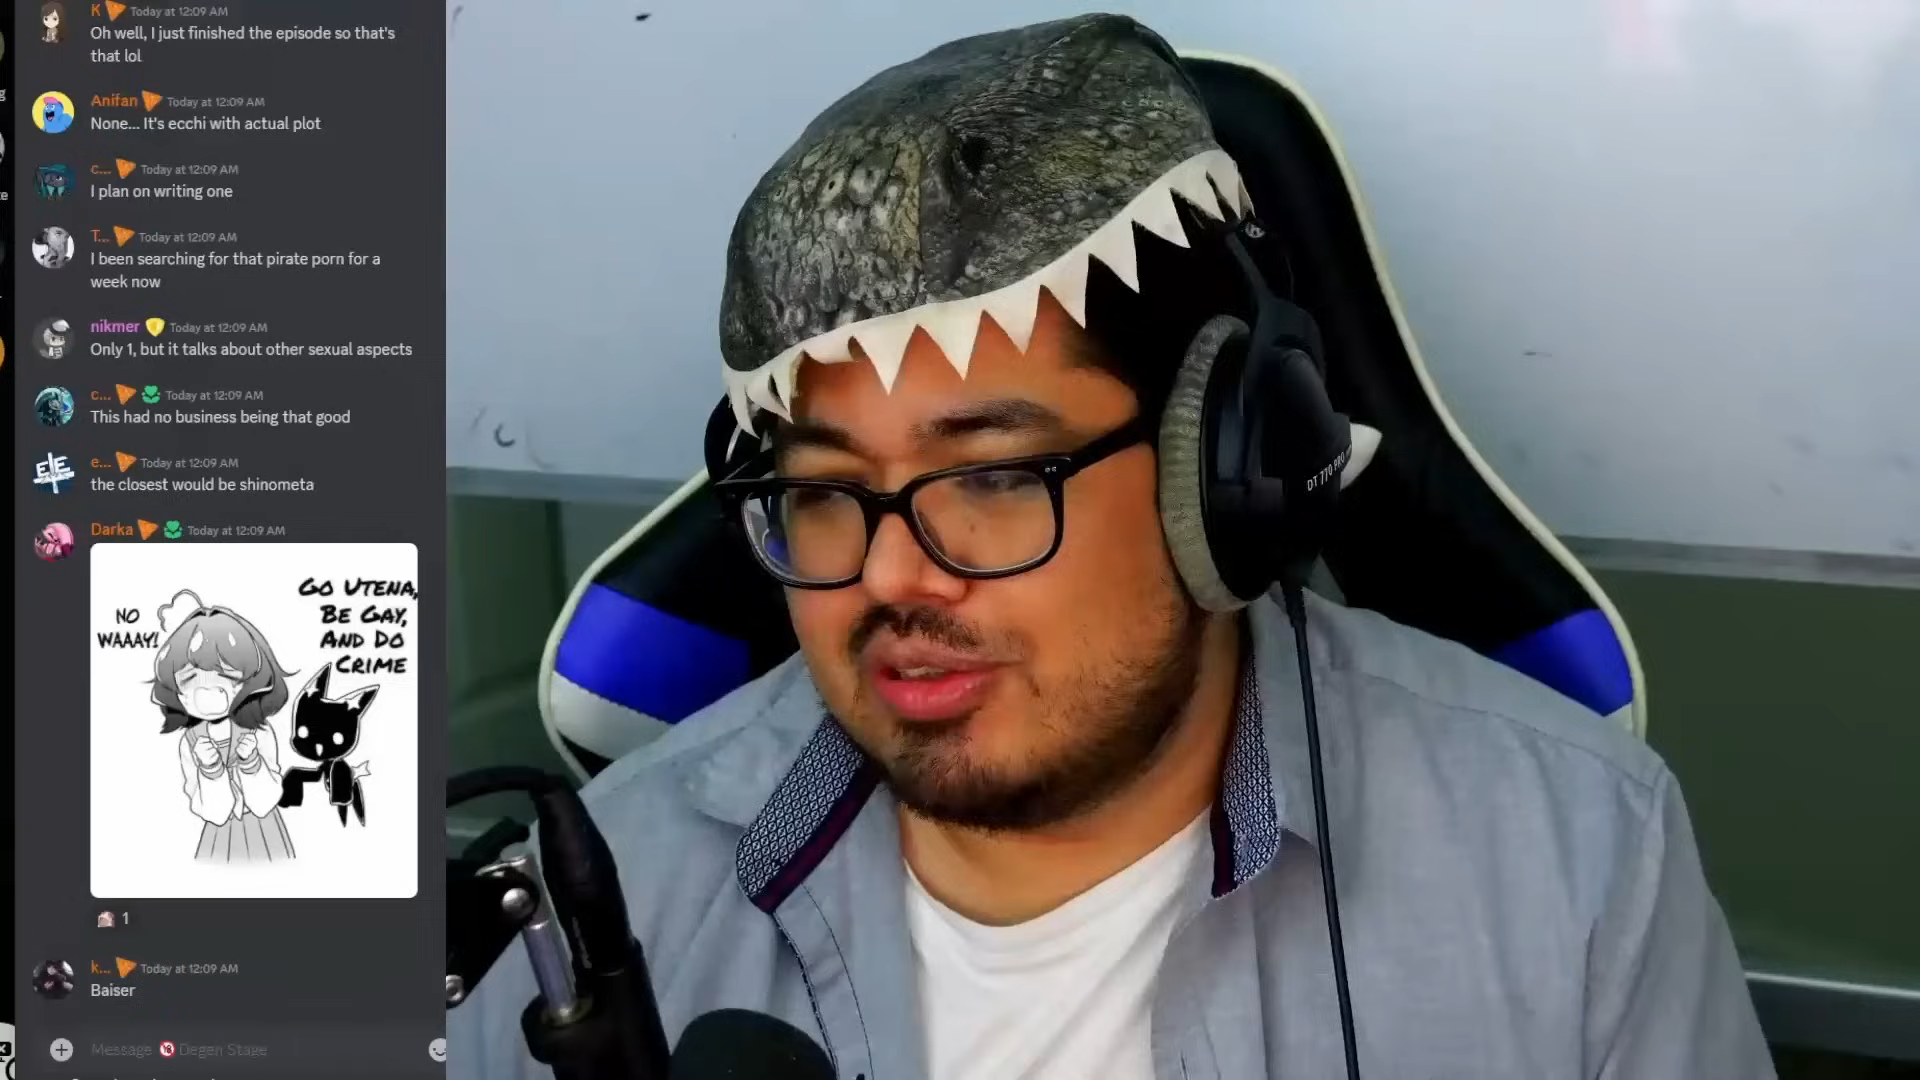 K Today at 12:09 AM
Oh well, I just finished the episode so that's
that lol
Anifan Today at 12:09 AM
None... It's ecchi with actual plot
c... Today at 12:09 AM
I plan on writing one
T... Today at 12:09 AM
I been searching for that pirate porn for a
week now
nikmer Today at 12:09 AM
Only 1, but it talks about other sexual aspects
c... Today at 12:09 AM
This had no business being that good
e... Today at 12:09 AM
the closest would be shinometa
Darka Today at 12:09 AM
NO
WAAAY!
GO UTENA,
BE GAY,
AND DO
CRIME
1
k... Today at 12:09 AM
Baiser
Message 🔞 Degen Stage
DT 770 PRO